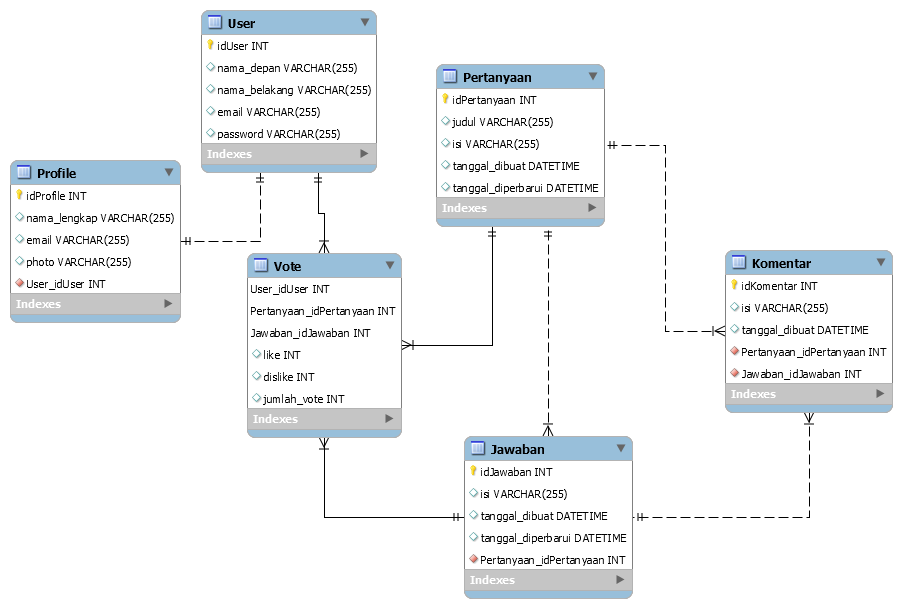 User
idUser INT
nama_depan VARCHAR(255)
nama_belakang VARCHAR(255)
email VARCHAR(255)
password VARCHAR(255)
Indexes
Profile
idProfile INT
nama_lengkap VARCHAR(255)
email VARCHAR(255)
photo VARCHAR(255)
User_idUser INT
Indexes
Pertanyaan
idPertanyaan INT
judul VARCHAR(255)
isi VARCHAR(255)
tanggal_dibuat DATETIME
tanggal_diperbarui DATETIME
Indexes
Vote
User_idUser INT
Pertanyaan_idPertanyaan INT
Jawaban_idJawaban INT
like INT
dislike INT
jumlah_vote INT
Indexes
Komentar
idKomentar INT
isi VARCHAR(255)
tanggal_dibuat DATETIME
Pertanyaan_idPertanyaan INT
Jawaban_idJawaban INT
Indexes
Jawaban
idJawaban INT
isi VARCHAR(255)
tanggal_dibuat DATETIME
tanggal_diperbarui DATETIME
Pertanyaan_idPertanyaan INT
Indexes